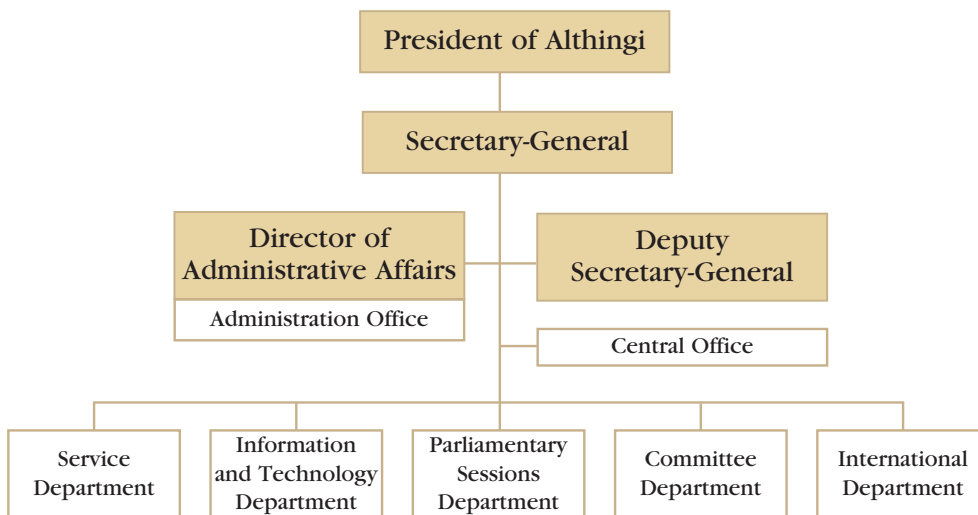 President of Althingi
Secretary-General
Director of
Administrative Affairs
Administration Office
Deputy
Secretary-General
Central Office
Service
Department
Information
and Technology
Department
Parliamentary
Sessions
Department
Committee
Department
International
Department